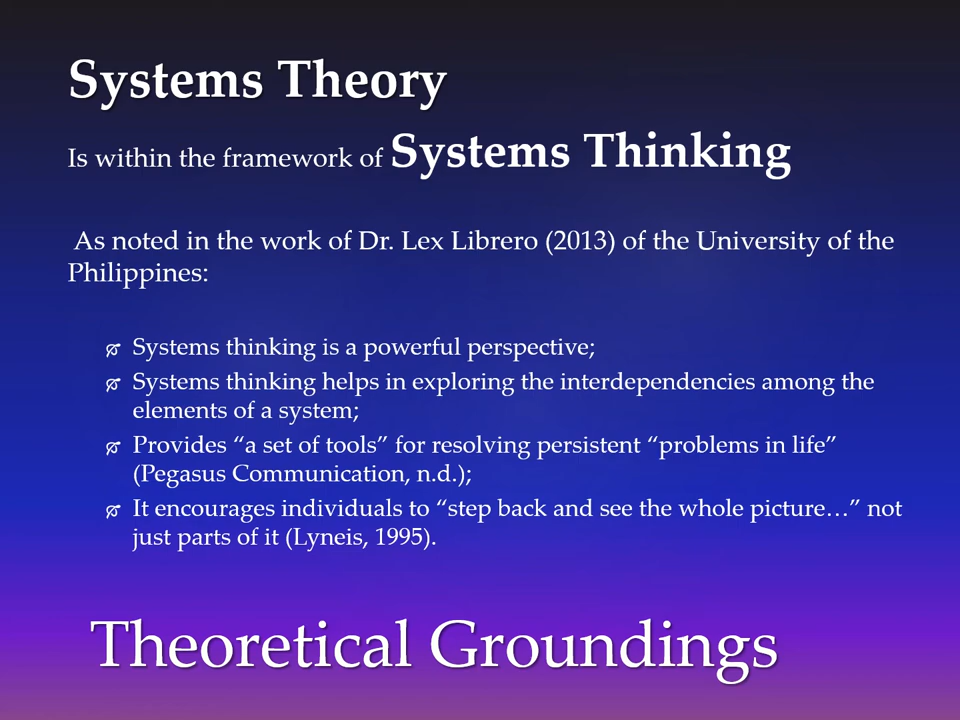 Systems Theory
Is within the framework of Systems Thinking
As noted in the work of Dr. Lex Librero (2013) of the University of the
Philippines:
Systems thinking is a powerful perspective;
Systems thinking helps in exploring the interdependencies among the
elements of a system;
Provides “a set of tools” for resolving persistent “problems in life”
(Pegasus Communication, n.d.);
It encourages individuals to “step back and see the whole picture…” not
just parts of it (Lyneis, 1995).
Theoretical Groundings